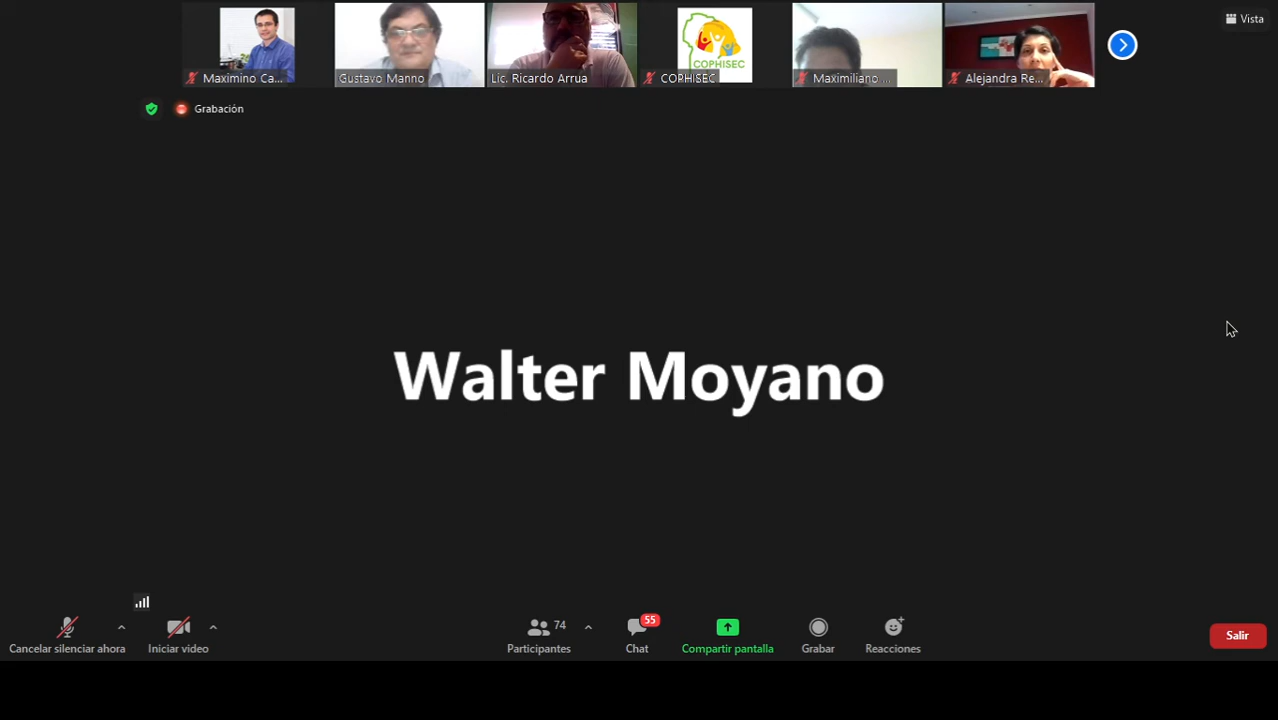 Vista
Maximino Ca...
Gustavo Manno
Lic. Ricardo Arrua
COPHISEC
COPHISEC
Maximiliano ...
Alejandra Re...
Grabación
Walter Moyano
Cancelar silenciar ahora
Iniciar video
74
Participantes
55
Chat
Compartir pantalla
Grabar
Reacciones
Salir